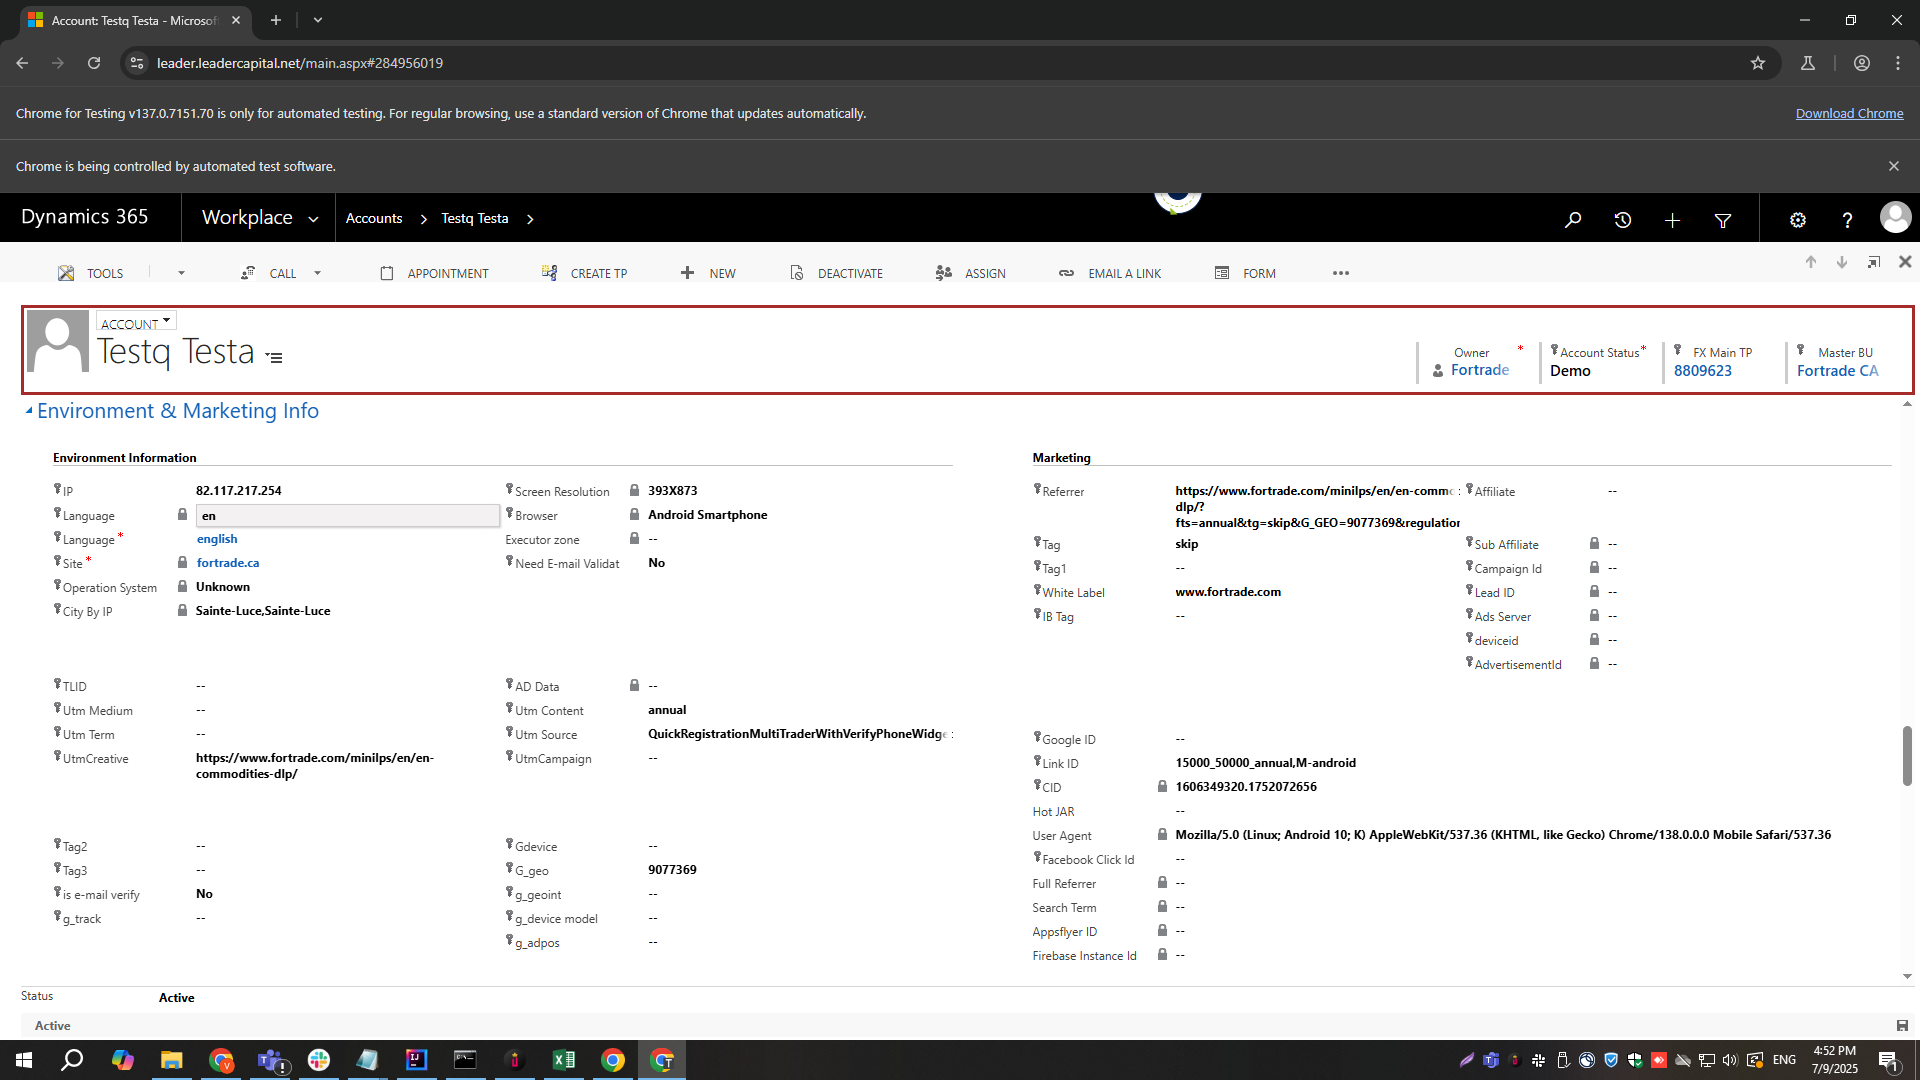 Account: Testq Testa - Microsof
leader.leadercapital.net/main.aspx#284956019
Chrome for Testing v137.0.7151.70 is only for automated testing. For regular browsing, use a standard version of Chrome that updates automatically.
Download Chrome
Chrome is being controlled by automated test software.
Dynamics 365
Workplace
Accounts
Testq Testa
TOOLS
CALL
APPOINTMENT
CREATE TP
NEW
DEACTIVATE
ASSIGN
EMAIL A LINK
FORM
ACCOUNT
Testq Testa
Owner *
Fortrade
Account Status *
Demo
FX Main TP
8809623
Master BU
Fortrade CA
Environment & Marketing Info
Environment Information
IP 82.117.217.254
Language en
Language * english
Site * fortrade.ca
Operation System Unknown
City By IP Sainte-Luce,Sainte-Luce
Screen Resolution 393X873
Browser Android Smartphone
Executor zone --
Need E-mail Validat No
TLID --
Utm Medium --
Utm Term --
UtmCreative https://www.fortrade.com/minilps/en/en-
commodities-dlp/
AD Data --
Utm Content annual
Utm Source QuickRegistrationMultiTraderWithVerifyPhoneWidge
UtmCampaign --
Tag2 --
Tag3 --
is e-mail verify No
g_track --
Gdevice --
G_geo 9077369
g_geoint --
g_device model --
g_adpos --
Marketing
Referrer https://www.fortrade.com/minilps/en/en-comm
dlp/?
fts=annual&tg=skip&G_GEO=9077369&regulation
Tag skip
Tag1 --
White Label www.fortrade.com
IB Tag --
Affiliate --
Sub Affiliate --
Campaign Id --
Lead ID --
Ads Server --
deviceid --
AdvertisementId --
Google ID --
Link ID 15000_50000_annual,M-android
CID 1606349320.1752072656
Hot JAR --
User Agent Mozilla/5.0 (Linux; Android 10; K) AppleWebKit/537.36 (KHTML, like Gecko) Chrome/138.0.0.0 Mobile Safari/537.36
Facebook Click Id --
Full Referrer --
Search Term --
Appsflyer ID --
Firebase Instance Id --
Status Active
Active
ENG
4:52 PM
7/9/2025
1